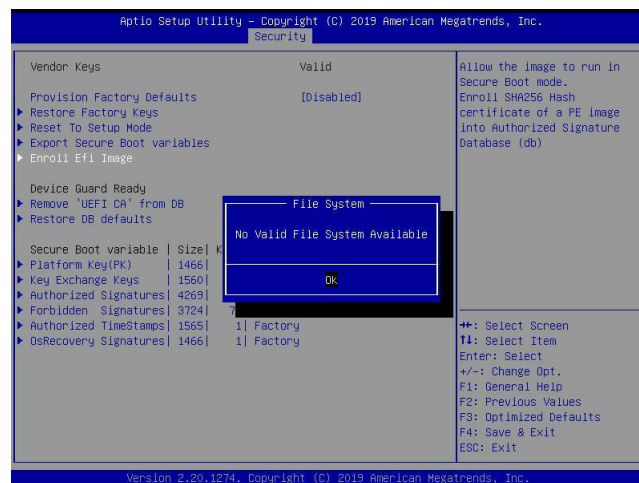 Aptio Setup Utility – Copyright (C) 2019 American Megatrends, Inc.
Security
Vendor Keys Valid
Provision Factory Defaults [Disabled]
Restore Factory Keys
Reset To Setup Mode
Export Secure Boot variables
Enroll Efi Image
Device Guard Ready
Remove 'UEFI CA' from DB
Restore DB defaults
Secure Boot variable | Size| K
Platform Key(PK) | 1466|
Key Exchange Keys | 1560|
Authorized Signatures| 4269|
Forbidden Signatures| 3724| 7
Authorized TimeStamps| 1565| 1| Factory
OsRecovery Signatures| 1466| 1| Factory
File System
No Valid File System Available
Ok
Allow the image to run in
Secure Boot mode.
Enroll SHA256 Hash
certificate of a PE image
into Authorized Signature
Database (db)
→←: Select Screen
↑↓: Select Item
Enter: Select
+/-: Change Opt.
F1: General Help
F2: Previous Values
F3: Optimized Defaults
F4: Save & Exit
ESC: Exit
Version 2.20.1274. Copyright (C) 2019 American Megatrends, Inc.